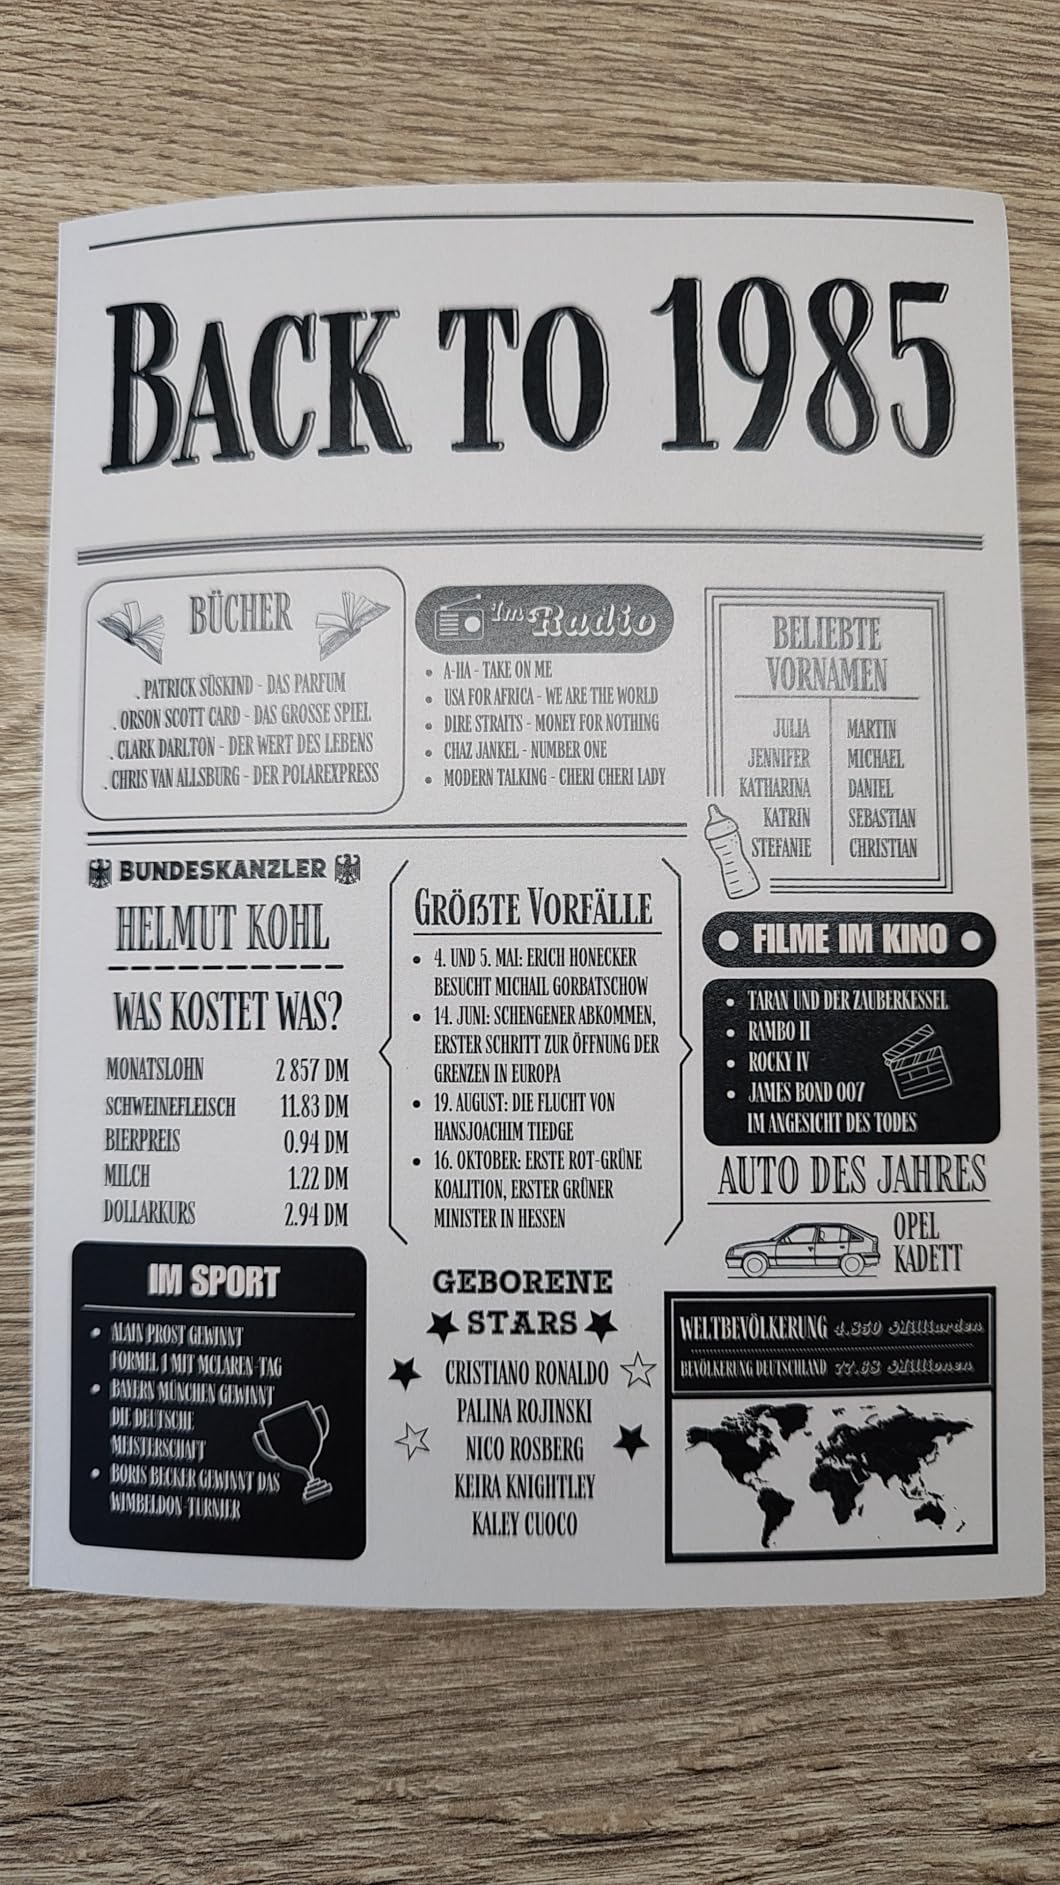 BACK TO 1985
BÜCHER
. PATRICK SÜSKIND - DAS PARFUM
. ORSON SCOTT CARD - DAS GROSSE SPIEL
. CLARK DARLTON - DER WERT DES LEBENS
. CHRIS VAN ALLSBURG - DER POLAREXPRESS
Im Radio
• A-HA - TAKE ON ME
• USA FOR AFRICA - WE ARE THE WORLD
• DIRE STRAITS - MONEY FOR NOTHING
• CHAZ JANKEL - NUMBER ONE
• MODERN TALKING - CHERI CHERI LADY
BELIEBTE
VORNAMEN
JULIA MARTIN
JENNIFER MICHAEL
KATHARINA DANIEL
KATRIN SEBASTIAN
STEFANIE CHRISTIAN
BUNDESKANZLER
HELMUT KOHL
WAS KOSTET WAS?
MONATSLOHN 2 857 DM
SCHWEINEFLEISCH 11.83 DM
BIERPREIS 0.94 DM
MILCH 1.22 DM
DOLLARKURS 2.94 DM
GRÖẞTE VORFÄLLE
• 4. UND 5. MAI: ERICH HONECKER
BESUCHT MICHAIL GORBATSCHOW
• 14. JUNI: SCHENGENER ABKOMMEN,
ERSTER SCHRITT ZUR ÖFFNUNG DER
GRENZEN IN EUROPA
• 19. AUGUST: DIE FLUCHT VON
HANSJOACHIM TIEDGE
• 16. OKTOBER: ERSTE ROT-GRÜNE
KOALITION, ERSTER GRÜNER
MINISTER IN HESSEN
FILME IM KINO
• TARAN UND DER ZAUBERKESSEL
• RAMBO II
• ROCKY IV
• JAMES BOND 007
IM ANGESICHT DES TODES
AUTO DES JAHRES
OPEL
KADETT
IM SPORT
• ALAIN PROST GEWINNT
FORMEL 1 MIT MCLAREN-TAG
• BAYERN MÜNCHEN GEWINNT
DIE DEUTSCHE
MEISTERSCHAFT
• BORIS BECKER GEWINNT DAS
WIMBELDON-TURNIER
GEBORENE
STARS
CRISTIANO RONALDO
PALINA ROJINSKI
NICO ROSBERG
KEIRA KNIGHTLEY
KALEY CUOCO
WELTBEVÖLKERUNG 4.850 Milliarden
BEVÖLKERUNG DEUTSCHLAND 77.68 Millionen